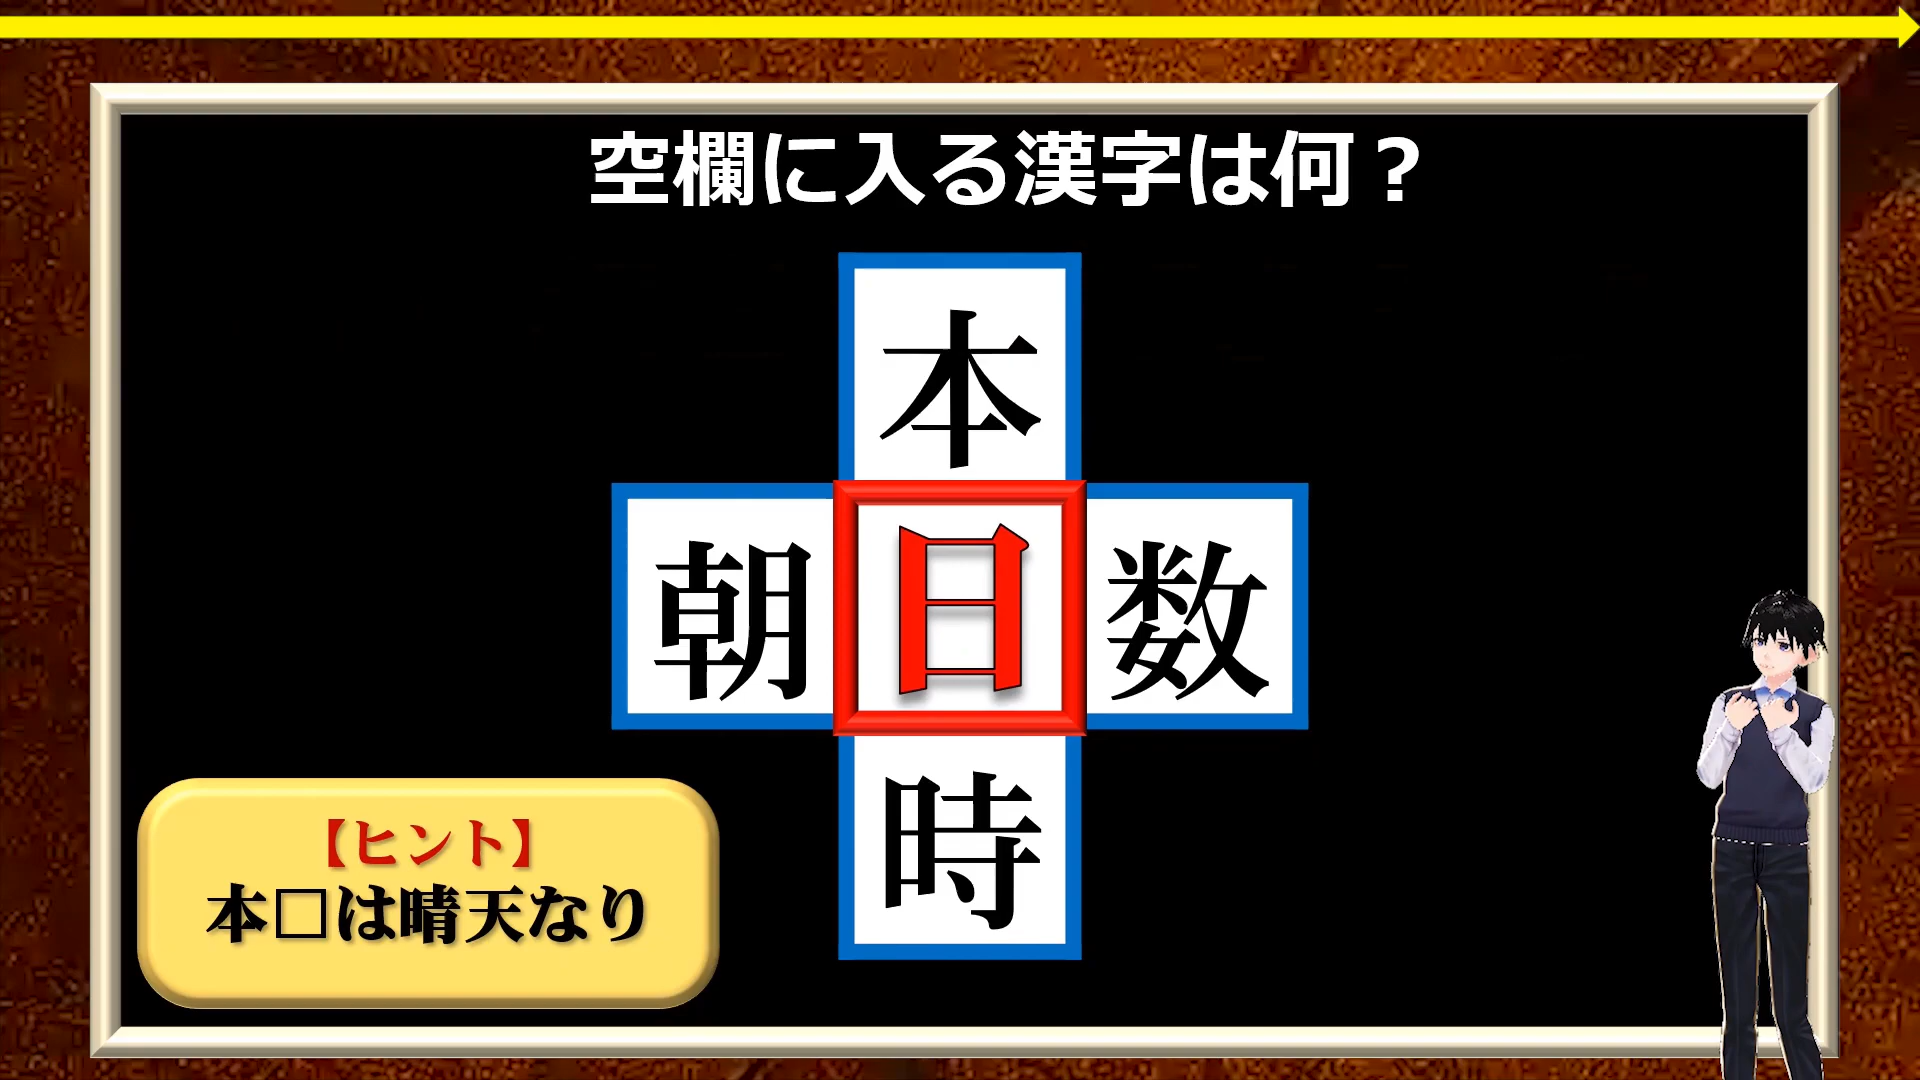 空欄に入る漢字は何？
本
朝日数
時
【ヒント】
本□は晴天なり